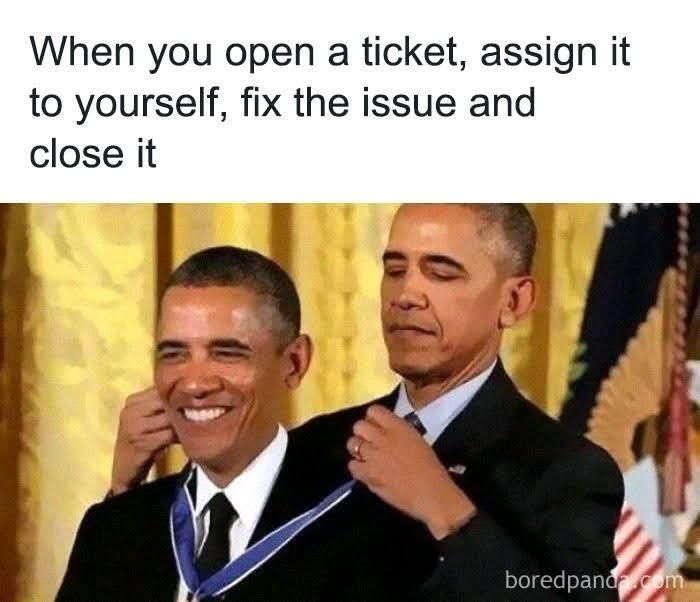 When you open a ticket, assign it
to yourself, fix the issue and
close it
boredpanda.com